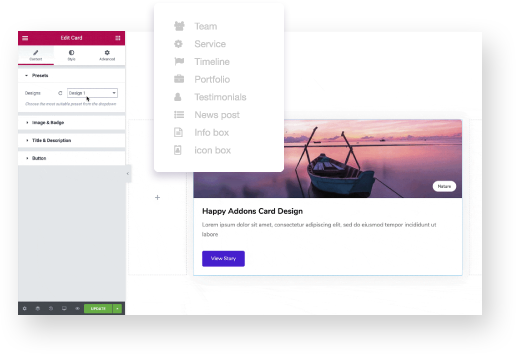 Edit Card
Content
Style
Advanced
Presets
Designs
Design 1
Choose the most suitable preset from the dropdown
Image & Badge
Title & Description
Button
UPDATE
Team
Service
Timeline
Portfolio
Testimonials
News post
Info box
icon box
Nature
Happy Addons Card Design
Lorem ipsum dolor sit amet, consectetur adipiscing elit, sed do eiusmod tempor incididunt ut
labore
View Story